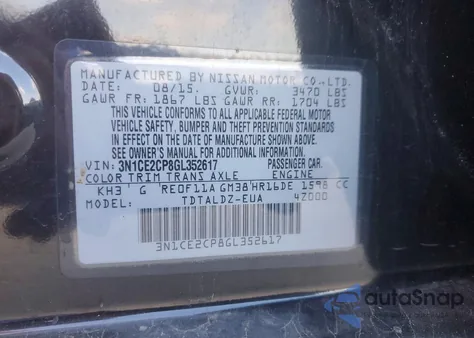 MANUFACTURED BY NISSAN MOTOR CO., LTD.
DATE: 08/15. GVWR: 3470 LBS
GAWR FR: 1867 LBS GAWR RR: 1704 LBS
THIS VEHICLE CONFORMS TO ALL APPLICABLE FEDERAL MOTOR
VEHICLE SAFETY, BUMPER AND THEFT PREVENTION STANDARDS
IN EFFECT ON THE DATE OF MANUFACTURE SHOWN ABOVE.
SEE OWNER'S MANUAL FOR ADDITIONAL INFORMATION.
VIN: 3N1CE2CP8GL352617 PASSENGER CAR.
COLOR TRIM TRANS AXLE ENGINE
KH3 G RE0F11A GM38 HR16DE 1598 CC
TDTALDZ-EUA 4Z000
3N1CE2CP8GL352617
autoSnap